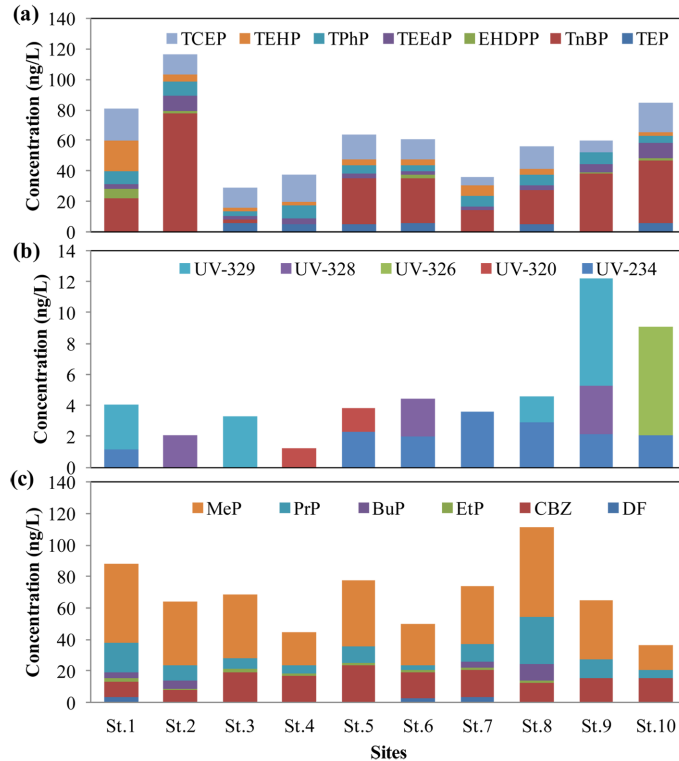 (a)
140
120
100
80
60
40
20
0
Concentration (ng/L)
TCEP TEHP TPhP TEEdP EHDPP TnBP TEP
(b)
14
12
10
8
6
4
2
0
Concentration (ng/L)
UV-329 UV-328 UV-326 UV-320 UV-234
(c)
140
120
100
80
60
40
20
0
Concentration (ng/L)
MeP PrP BuP EtP CBZ DF
St.1 St.2 St.3 St.4 St.5 St.6 St.7 St.8 St.9 St.10
Sites